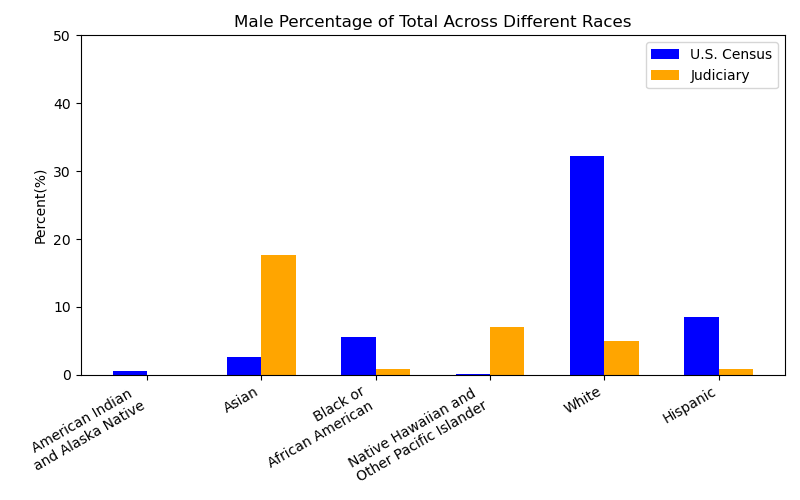 Male Percentage of Total Across Different Races
U.S. Census
Judiciary
Percent(%)
50
40
30
20
10
0
American Indian
and Alaska Native
Asian
Black or
African American
Native Hawaiian and
Other Pacific Islander
White
Hispanic